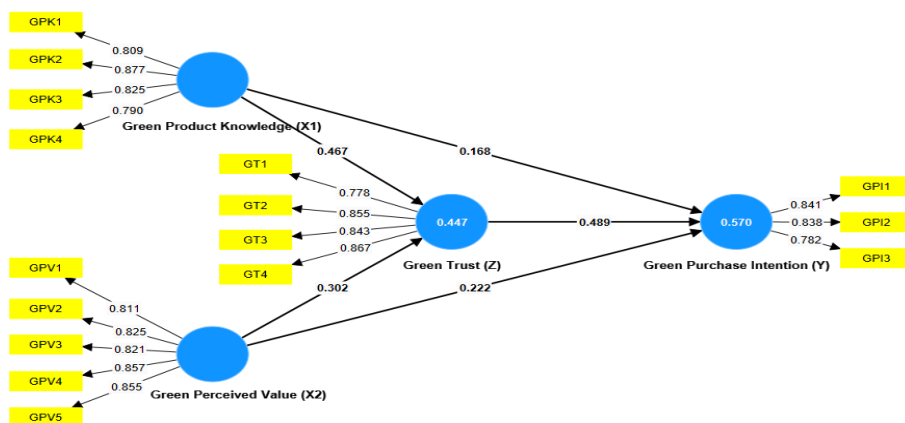 GPK1
0.809
GPK2
0.877
GPK3
0.825
GPK4
0.790
Green Product Knowledge (X1)
0.467
0.168
GT1
0.778
GT2
0.855
GT3
0.843
GT4
0.867
0.447
Green Trust (Z)
0.489
0.570
Green Purchase Intention (Y)
GPI1
0.841
GPI2
0.838
GPI3
0.782
0.302
0.222
GPV1
0.811
GPV2
0.825
GPV3
0.821
GPV4
0.857
GPV5
0.855
Green Perceived Value (X2)